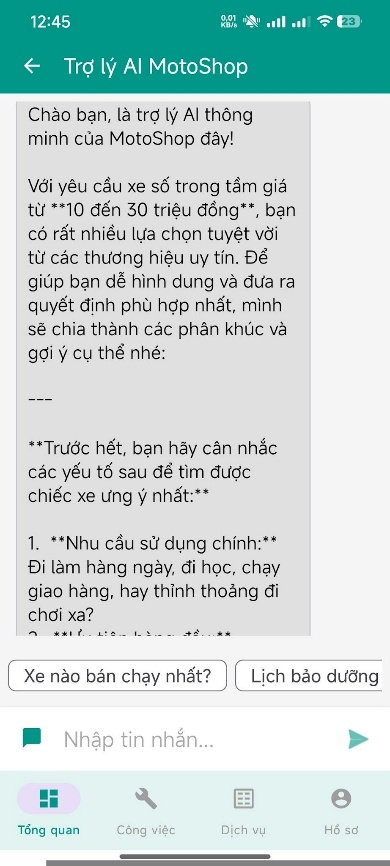 12:45
0,01
KB/s
23
Trợ lý AI MotoShop
Chào bạn, là trợ lý AI thông
minh của MotoShop đây!
Với yêu cầu xe số trong tầm giá
từ **10 đến 30 triệu đồng**, bạn
có rất nhiều lựa chọn tuyệt vời
từ các thương hiệu uy tín. Để
giúp bạn dễ hình dung và đưa ra
quyết định phù hợp nhất, mình
sẽ chia thành các phân khúc và
gợi ý cụ thể nhé:
---
**Trước hết, bạn hãy cân nhắc
các yếu tố sau để tìm được
chiếc xe ưng ý nhất:**
1. **Nhu cầu sử dụng chính:**
Đi làm hàng ngày, đi học, chạy
giao hàng, hay thỉnh thoảng đi
chơi xa?
Xe nào bán chạy nhất?
Lịch bảo dưỡng
Nhập tin nhắn...
Tổng quan
Công việc
Dịch vụ
Hồ sơ